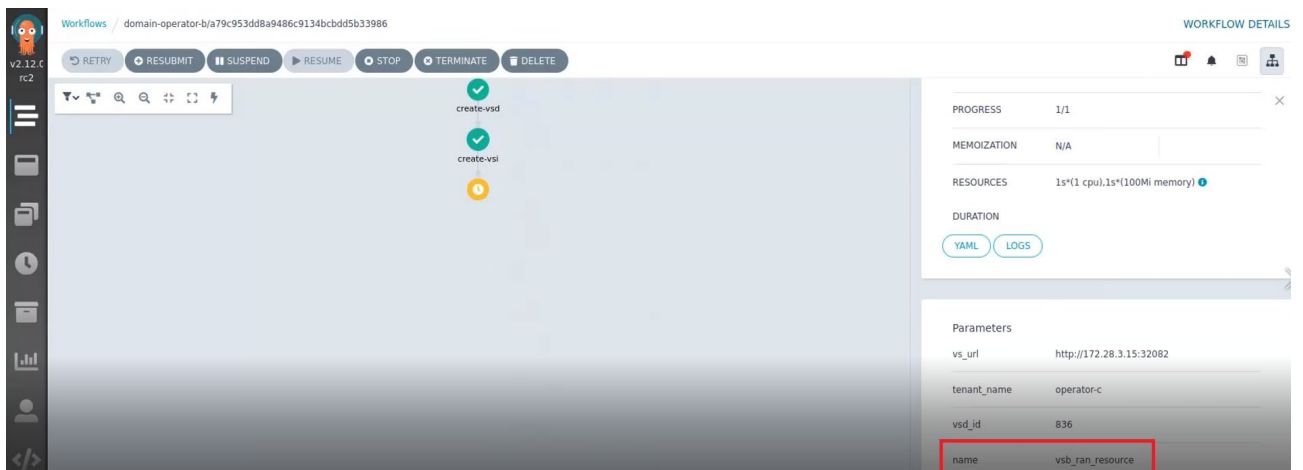 Workflows / domain-operator-b/a79c953dd8a9486c9134bcbdd5b33986
WORKFLOW DETAILS
v2.12.0
rc2
RETRY RESUBMIT SUSPEND RESUME STOP TERMINATE DELETE
create-vsd
create-vsi
PROGRESS 1/1
MEMOIZATION N/A
RESOURCES 1s*(1 cpu),1s*(100Mi memory)
DURATION
YAML LOGS
Parameters
vs_url http://172.28.3.15:32082
tenant_name operator-c
vsd_id 836
name vsb_ran_resource